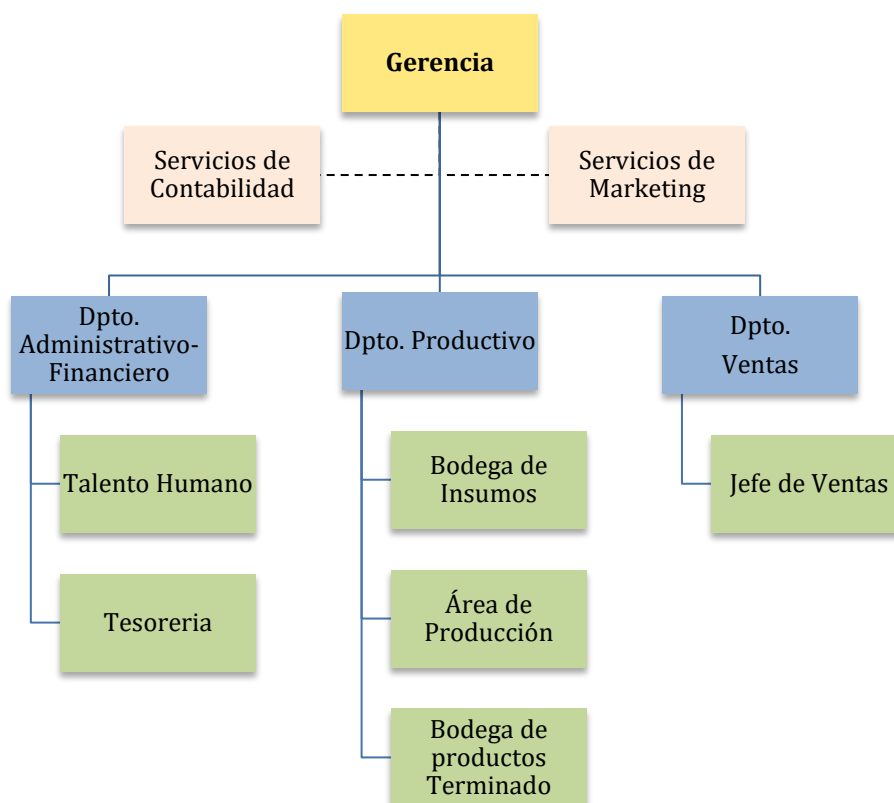 Gerencia
Servicios de
Contabilidad
Servicios de
Marketing
Dpto.
Administrativo-
Financiero
Dpto. Productivo
Dpto.
Ventas
Talento Humano
Bodega de
Insumos
Jefe de Ventas
Tesoreria
Área de
Producción
Bodega de
productos
Terminado